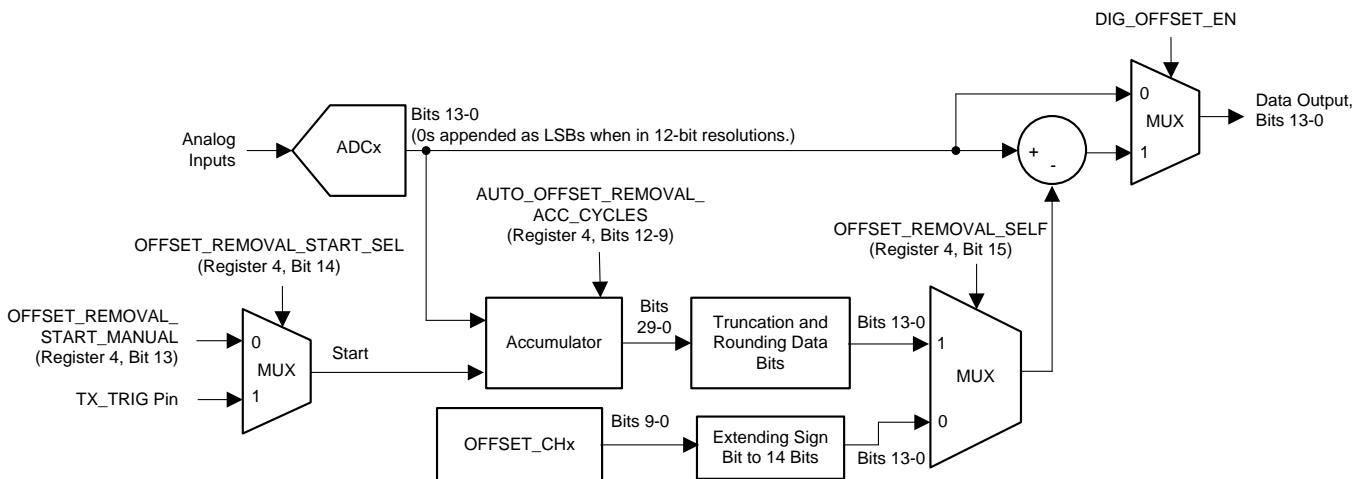 DIG_OFFSET_EN
0
MUX
1
Data Output,
Bits 13-0
Bits 13-0
(0s appended as LSBs when in 12-bit resolutions.)
Analog
Inputs
ADCx
+
-
AUTO_OFFSET_REMOVAL_
ACC_CYCLES
(Register 4, Bits 12-9)
OFFSET_REMOVAL_SELF
(Register 4, Bit 15)
OFFSET_REMOVAL_START_SEL
(Register 4, Bit 14)
OFFSET_REMOVAL_
START_MANUAL
(Register 4, Bit 13)
TX_TRIG Pin
0
MUX
1
Start
Accumulator
Bits
29-0
Truncation and
Rounding Data
Bits
Bits 13-0
1
MUX
0
OFFSET_CHx
Bits 9-0
Extending Sign
Bit to 14 Bits
Bits 13-0